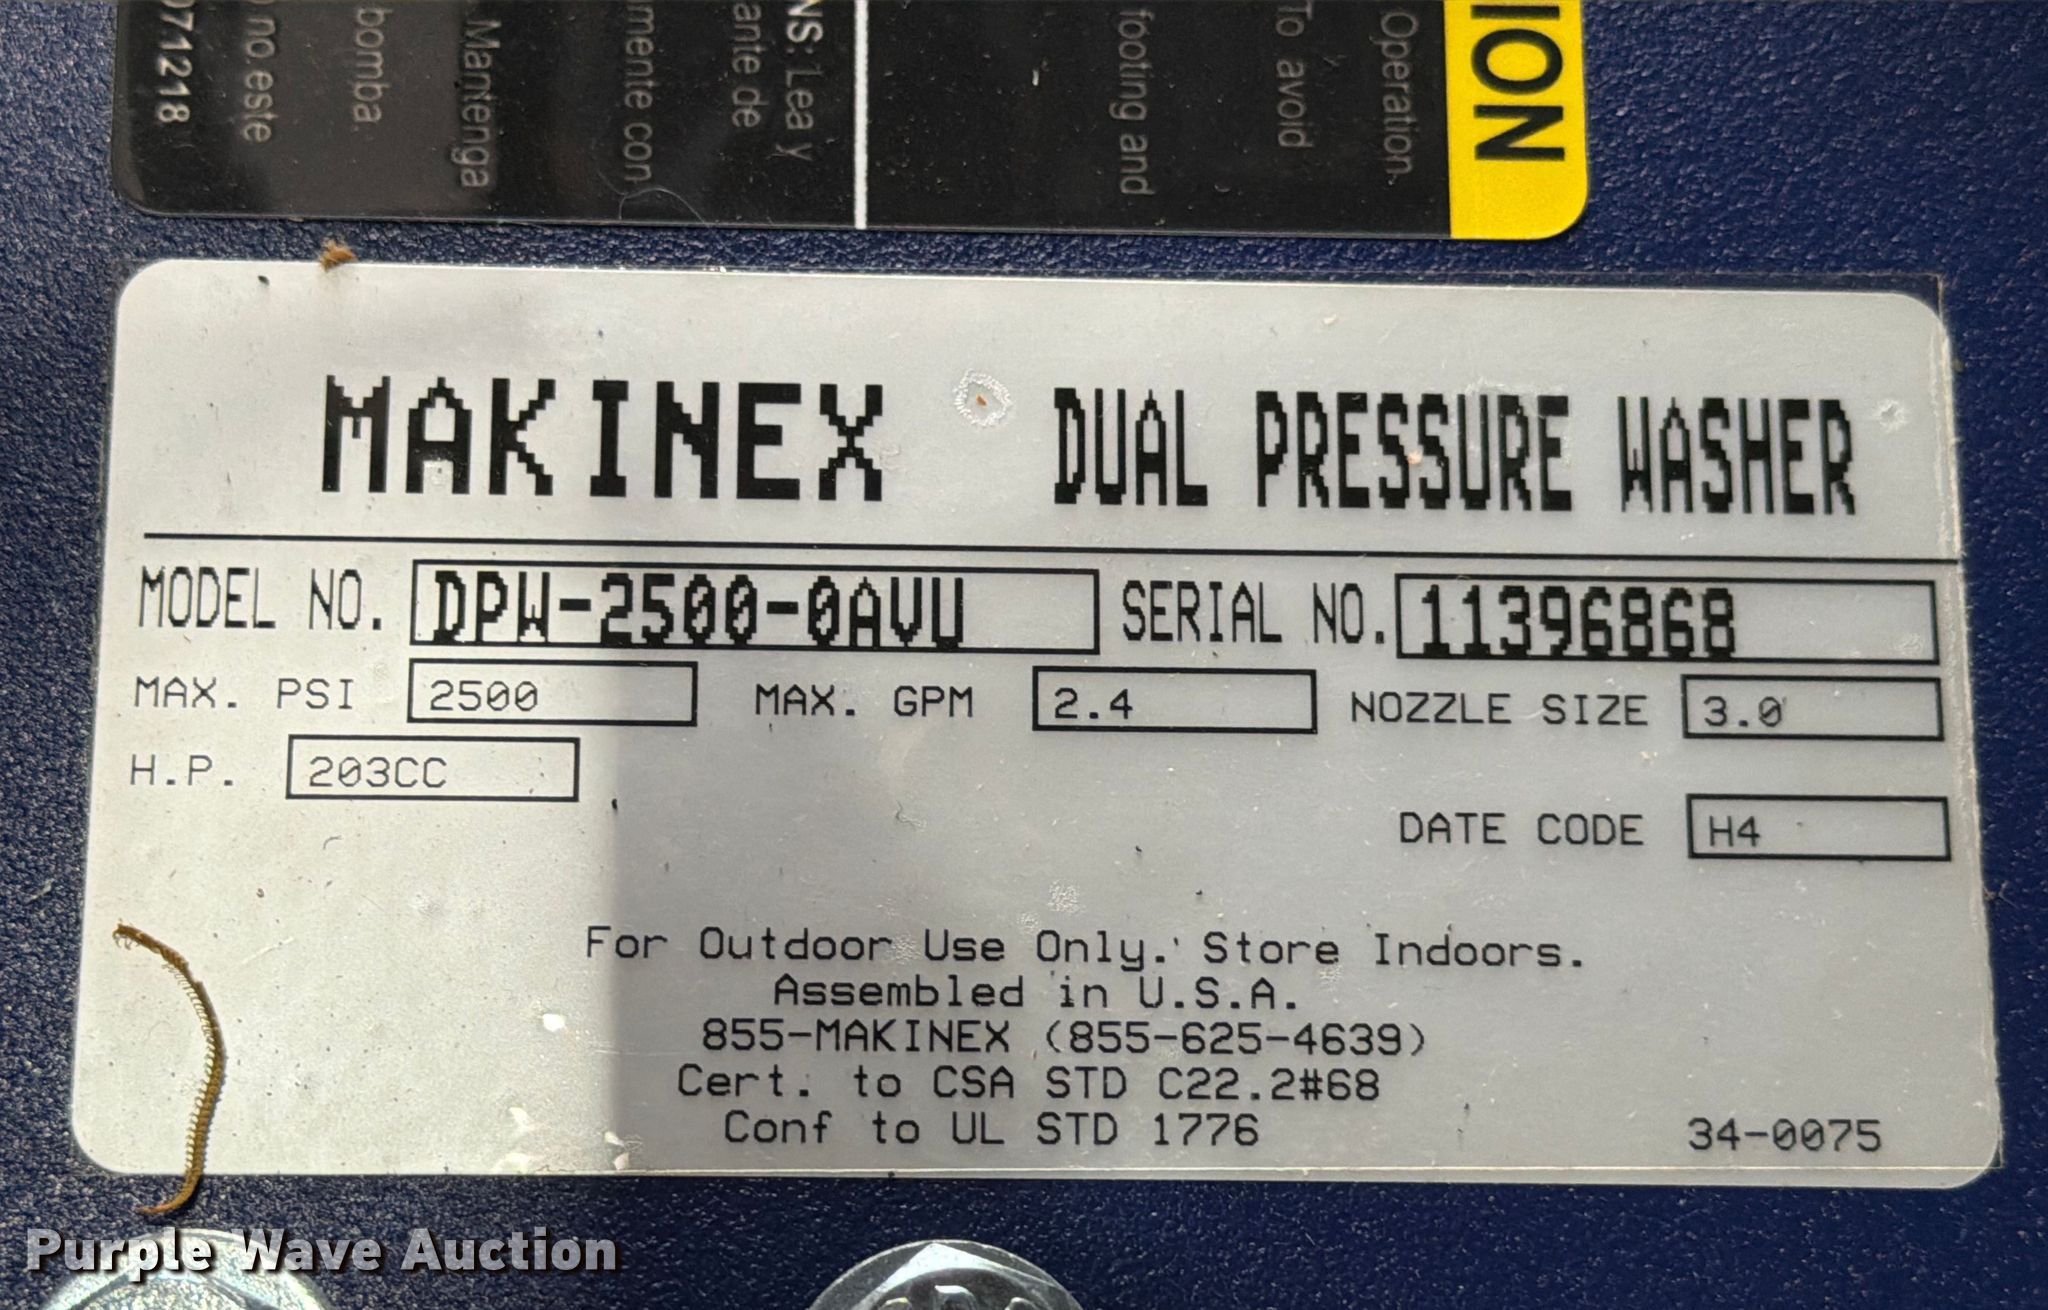 ION
Operation
To avoid
footing and
NS: Lea y
ante de
mente con
Mantenga
bomba.
no este
071218
MAKINEX DUAL PRESSURE WASHER
MODEL NO. DPW-2500-0AVU SERIAL NO. 11396868
MAX. PSI 2500 MAX. GPM 2.4 NOZZLE SIZE 3.0
H.P. 203CC
DATE CODE H4
For Outdoor Use Only. Store Indoors.
Assembled in U.S.A.
855-MAKINEX (855-625-4639)
Cert. to CSA STD C22.2#68
Conf to UL STD 1776
34-0075
Purple Wave Auction